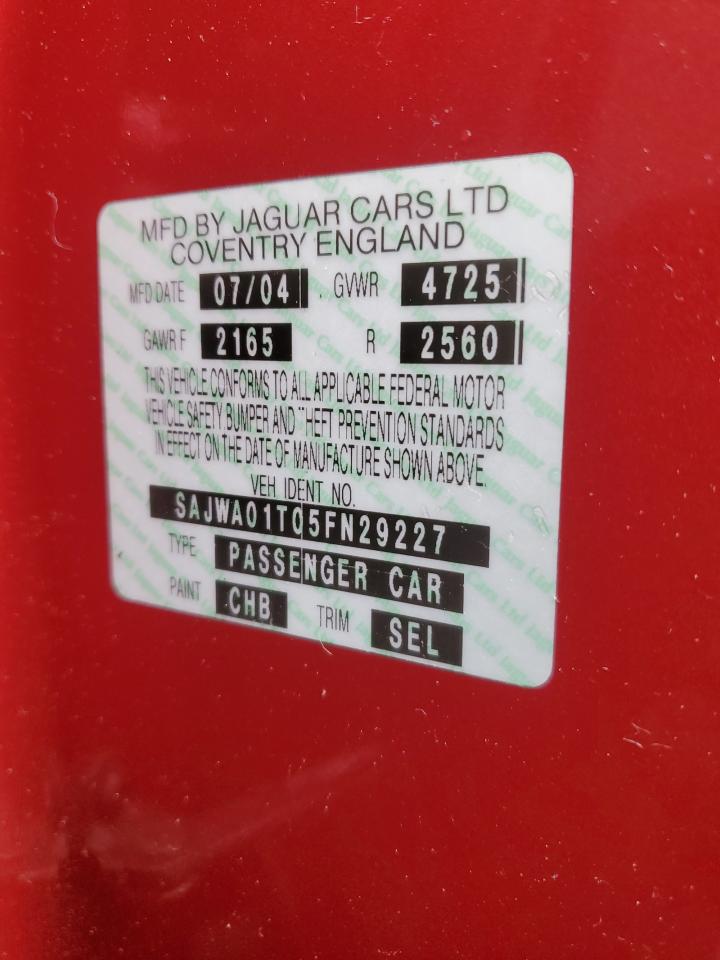 MFD BY JAGUAR CARS LTD
COVENTRY ENGLAND
MFD DATE 07/04 . GVWR 4725
GAWR F 2165 R 2560
THIS VEHICLE CONFORMS TO ALL APPLICABLE FEDERAL MOTOR
VEHICLE SAFETY BUMPER AND THEFT PREVENTION STANDARDS
IN EFFECT ON THE DATE OF MANUFACTURE SHOWN ABOVE.
VEH IDENT NO.
SAJWA01T05FN29227
TYPE PASSENGER CAR
PAINT CHB TRIM SEL